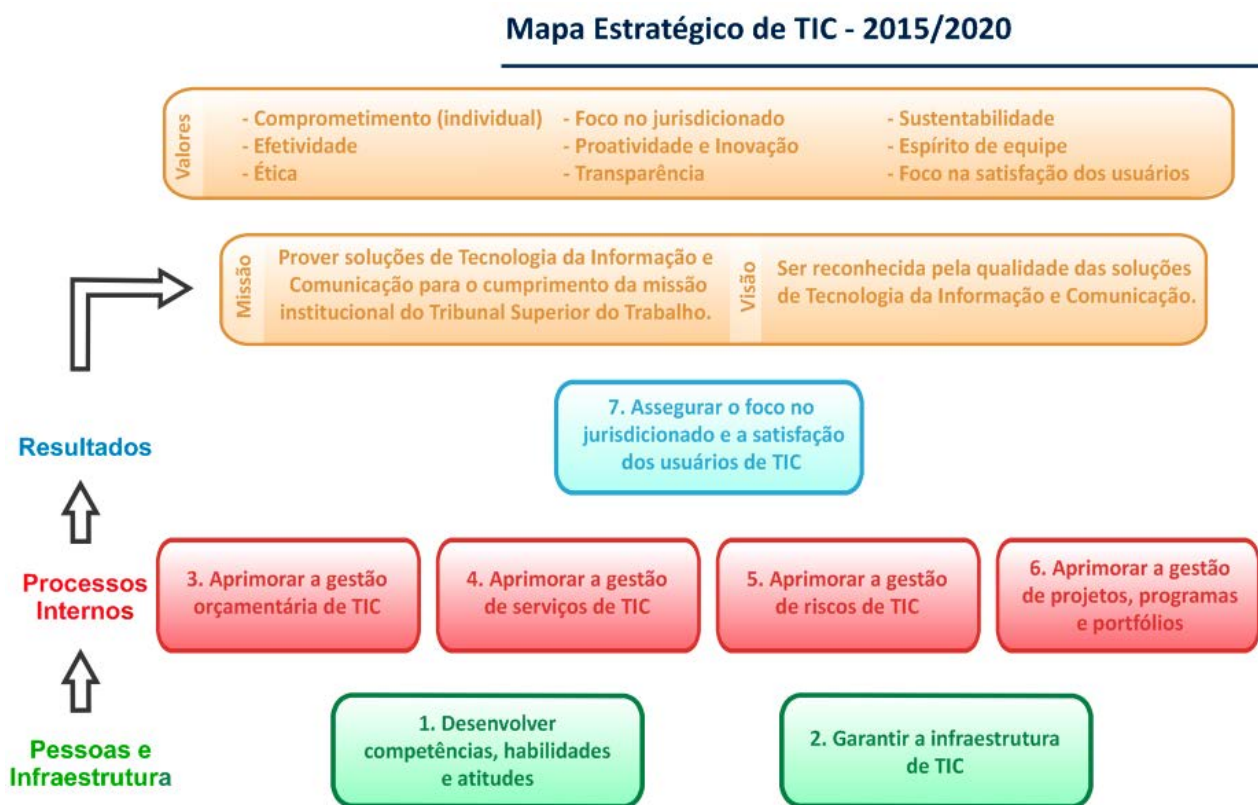 Mapa Estratégico de TIC - 2015/2020
Valores
- Comprometimento (individual)
- Efetividade
- Ética
- Foco no jurisdicionado
- Proatividade e Inovação
- Transparência
- Sustentabilidade
- Espírito de equipe
- Foco na satisfação dos usuários
Missão
Prover soluções de Tecnologia da Informação e
Comunicação para o cumprimento da missão
institucional do Tribunal Superior do Trabalho.
Visão
Ser reconhecida pela qualidade das soluções
de Tecnologia da Informação e Comunicação.
Resultados
7. Assegurar o foco no
jurisdicionado e a satisfação
dos usuários de TIC
Processos
Internos
3. Aprimorar a gestão
orçamentária de TIC
4. Aprimorar a gestão
de serviços de TIC
5. Aprimorar a gestão
de riscos de TIC
6. Aprimorar a gestão
de projetos, programas
e portfólios
Pessoas e
Infraestrutura
1. Desenvolver
competências, habilidades
e atitudes
2. Garantir a infraestrutura
de TIC